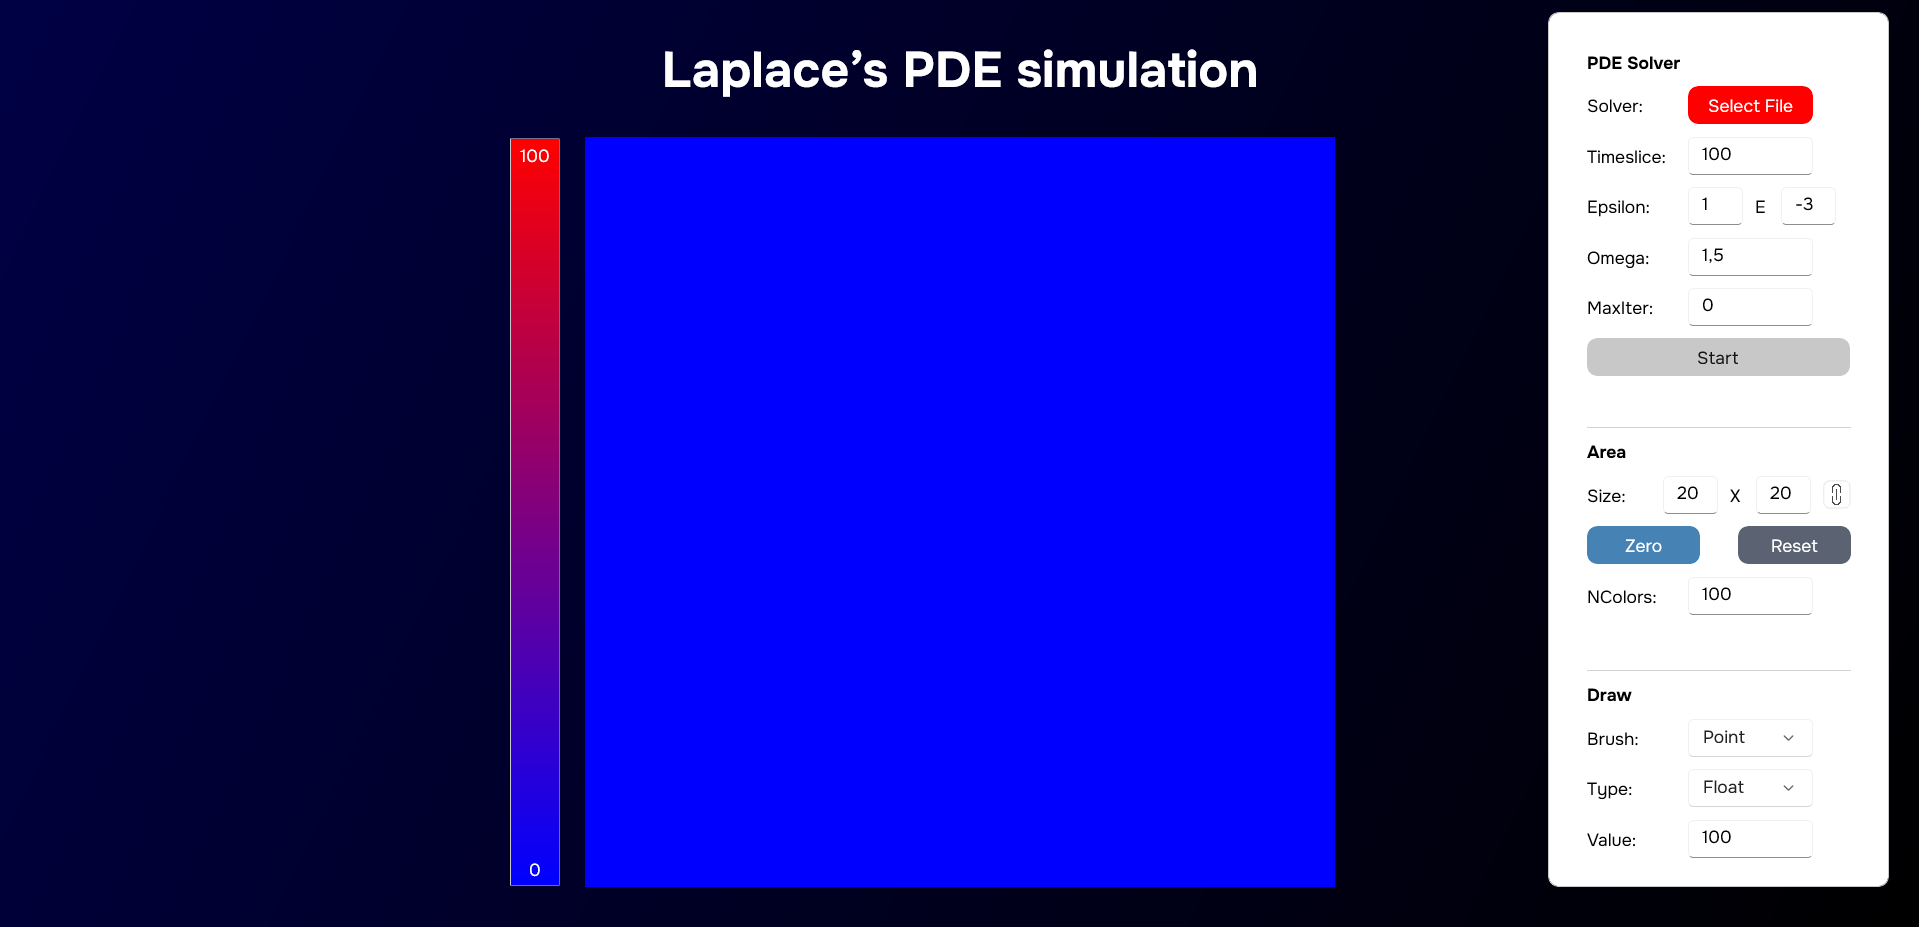 Laplace’s PDE simulation
100
0
PDE Solver
Solver: Select File
Timeslice: 100
Epsilon: 1 E -3
Omega: 1,5
MaxIter: 0
Start
Area
Size: 20 X 20
Zero Reset
NColors: 100
Draw
Brush: Point
Type: Float
Value: 100